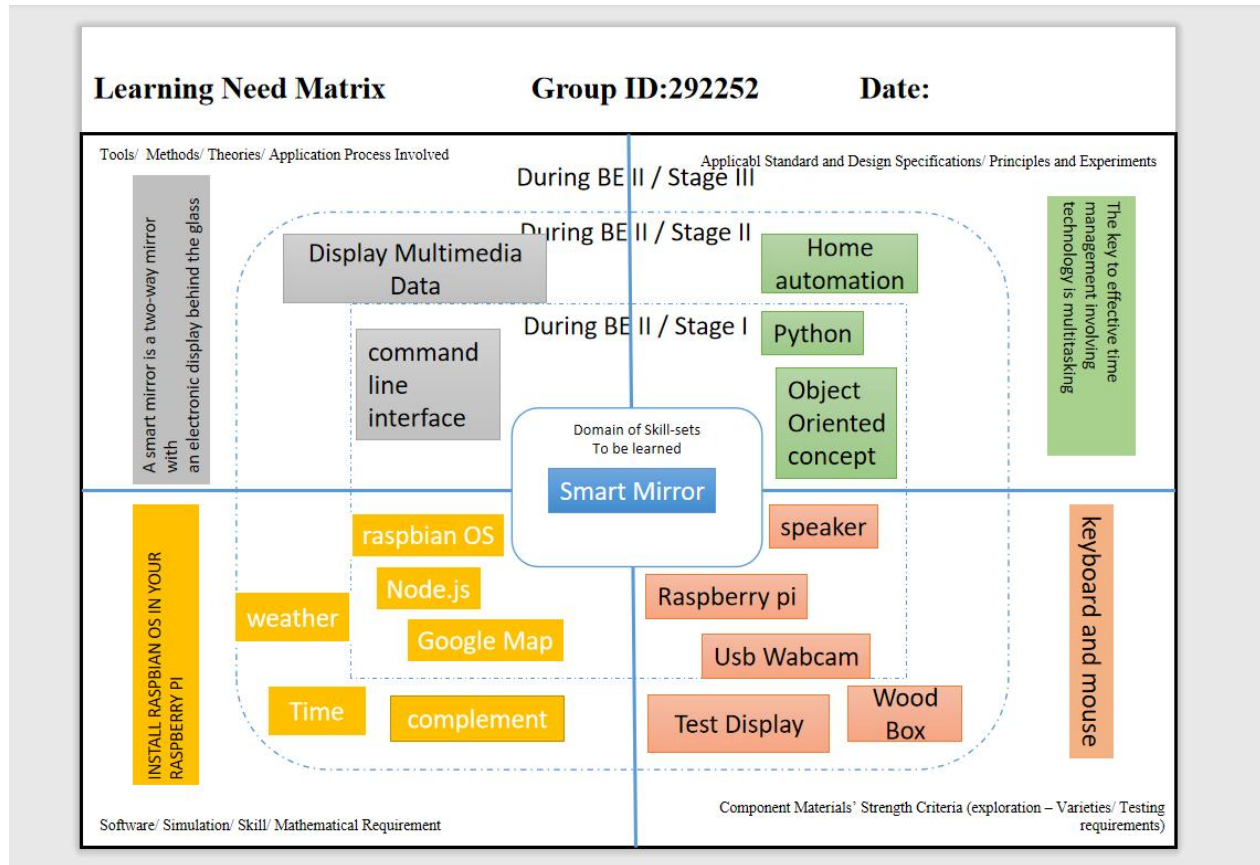 Learning Need Matrix Group ID:292252 Date:
Tools/ Methods/ Theories/ Application Process Involved
Applicabl Standard and Design Specifications/ Principles and Experiments
During BE II / Stage III
During BE II / Stage II
During BE II / Stage I
A smart mirror is a two-way mirror
with
an electronic display behind the glass
Display Multimedia
Data
command
line
interface
Home
automation
Python
Object
Oriented
concept
The key to effective time
management involving
technology is multitasking
Domain of Skill-sets
To be learned
Smart Mirror
INSTALL RASPBIAN OS IN YOUR
RASPBERRY PI
raspbian OS
Node.js
weather
Google Map
Time
complement
speaker
Raspberry pi
Usb Wabcam
Test Display
Wood
Box
keyboard and mouse
Software/ Simulation/ Skill/ Mathematical Requirement
Component Materials’ Strength Criteria (exploration – Varieties/ Testing
requirements)